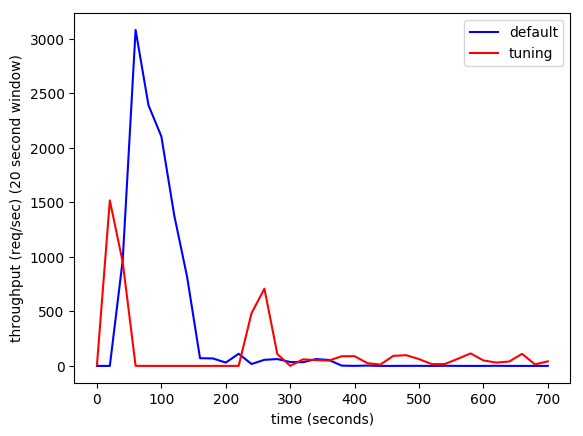 default
tuning
throughput (req/sec) (20 second window)
3000
2500
2000
1500
1000
500
0
0 100 200 300 400 500 600 700
time (seconds)